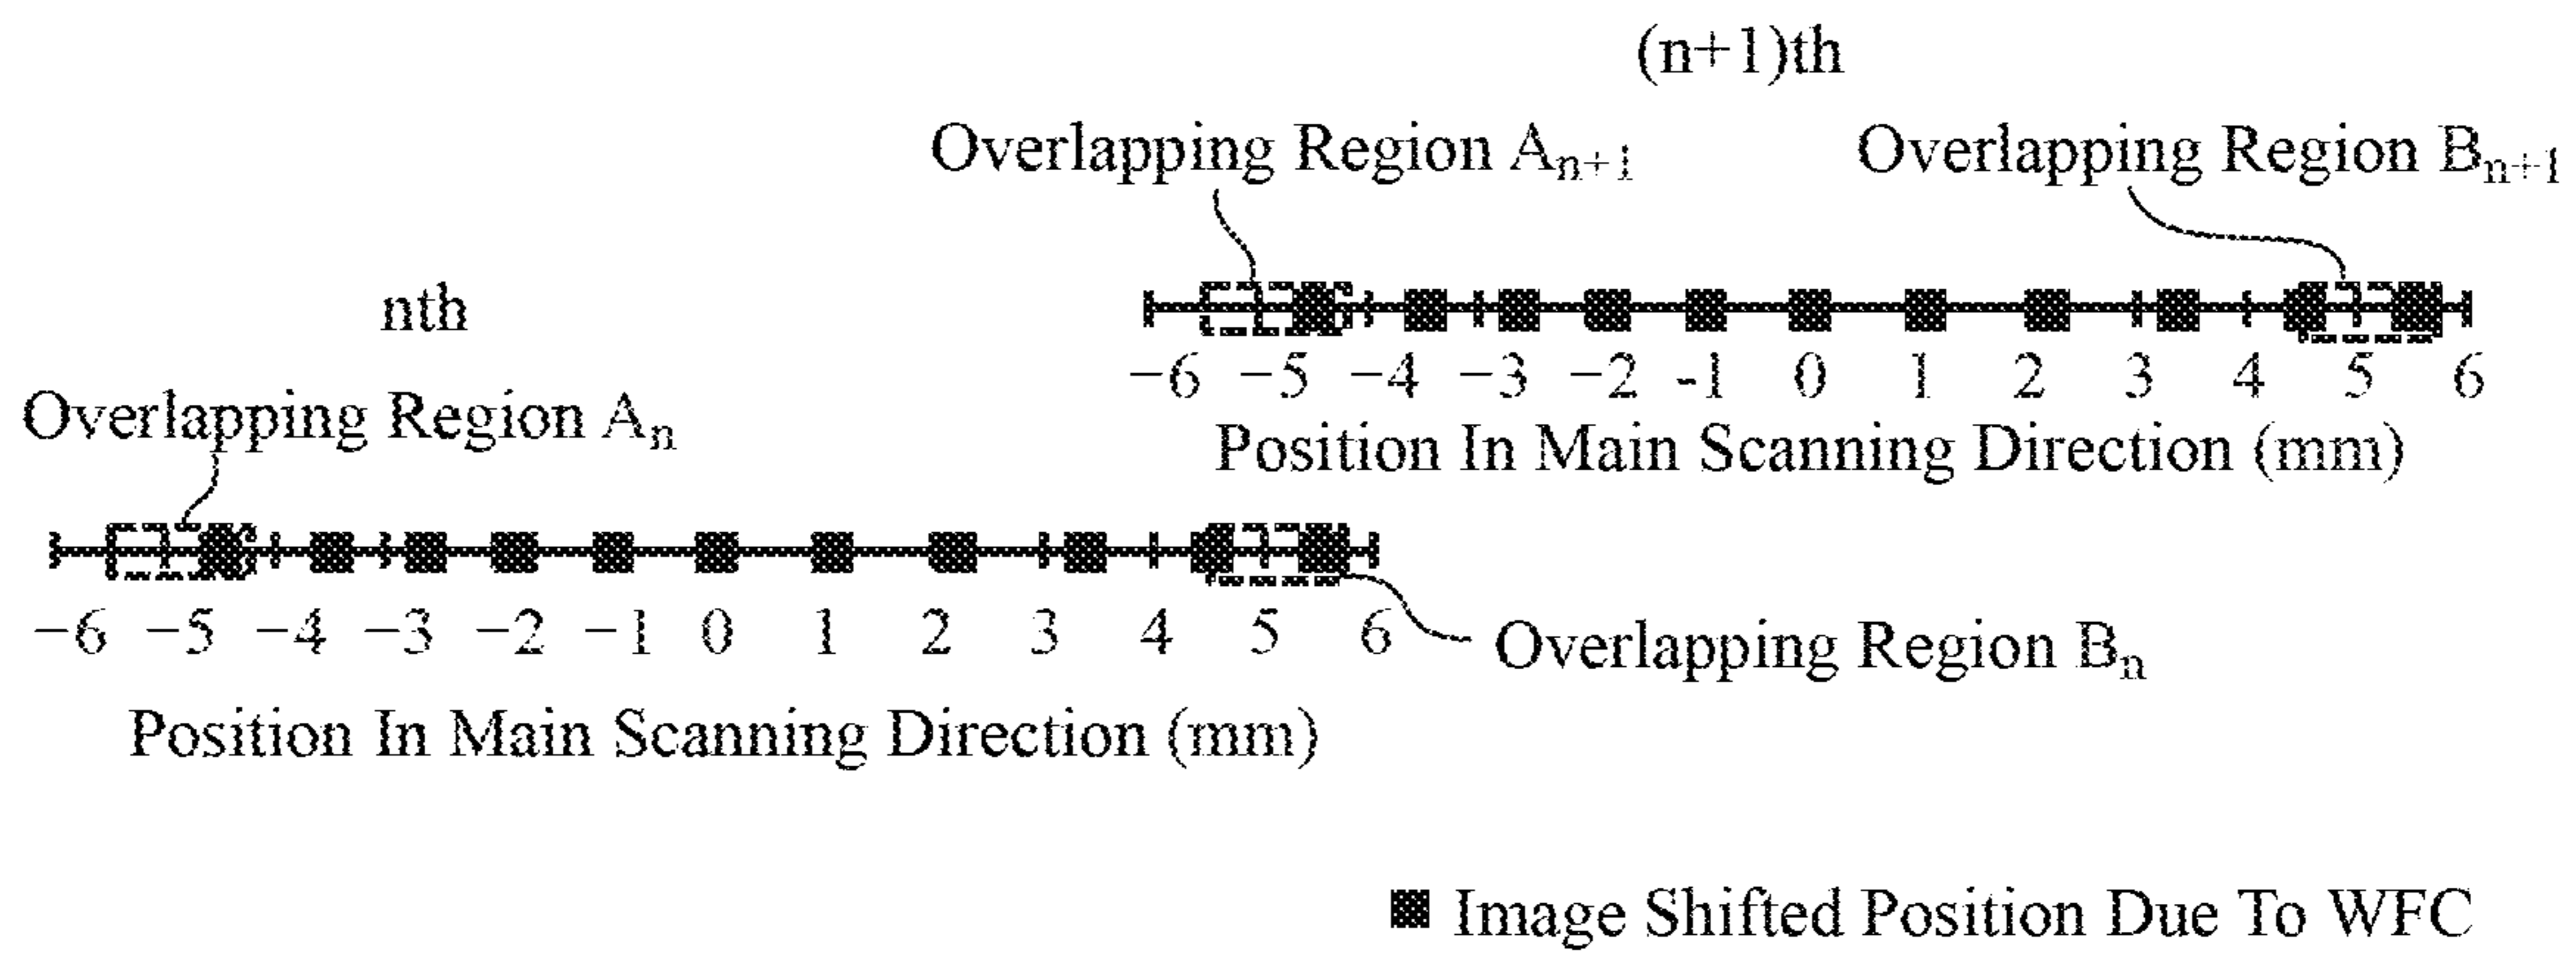 (n+1)th
Overlapping Region An+1
Overlapping Region Bn+1
−6 −5 −4 −3 −2 -1 0 1 2 3 4 5 6
Position In Main Scanning Direction (mm)
nth
Overlapping Region An
−6 −5 −4 −3 −2 −1 0 1 2 3 4 5 6
Overlapping Region Bn
Position In Main Scanning Direction (mm)
Image Shifted Position Due To WFC